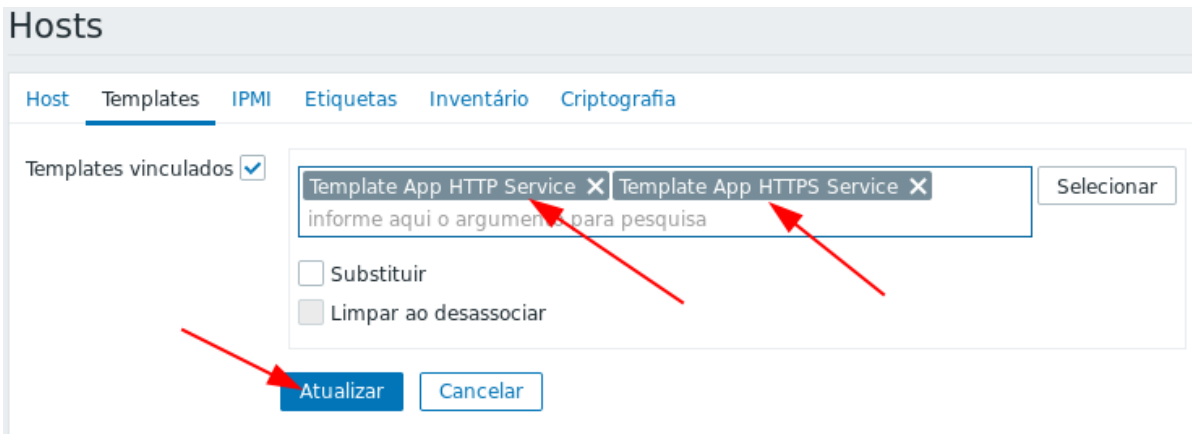 Hosts
Host Templates IPMI Etiquetas Inventário Criptografia
Templates vinculados
Template App HTTP Service Template App HTTPS Service
Selecionar
informe aqui o argumento para pesquisa
Substituir
Limpar ao desassociar
Atualizar Cancelar